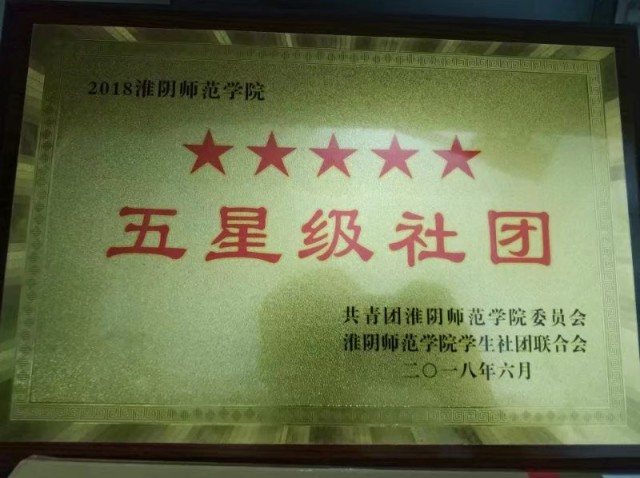 2018淮阴师范学院
★★★★★
五星级社团
共青团淮阴师范学院委员会
淮阴师范学院学生社团联合会
二〇一八年六月